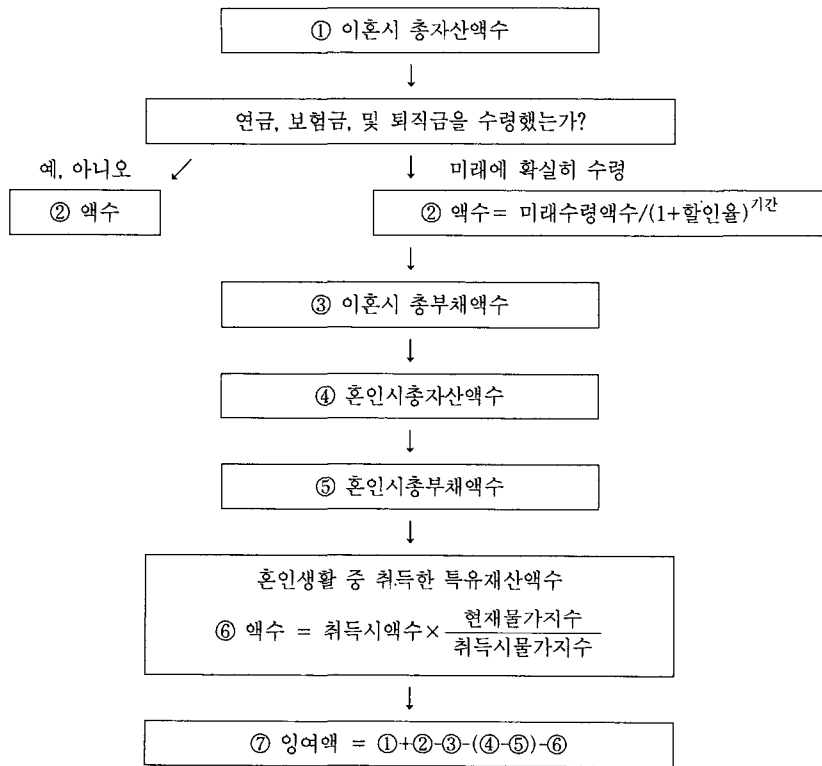 ① 이혼시 총자산액수
↓
연금, 보험금, 및 퇴직금을 수령했는가?
예, 아니오 ↙ ↓ 미래에 확실히 수령
② 액수
② 액수= 미래수령액수/(1+할인율)^기간
↓
③ 이혼시 총부채액수
↓
④ 혼인시총자산액수
↓
⑤ 혼인시총부채액수
↓
혼인생활 중 취득한 특유재산액수
⑥ 액수 = 취득시액수× 현재물가지수
취득시물가지수
↓
⑦ 잉여액 = ①+②-③-(④-⑤)-⑥